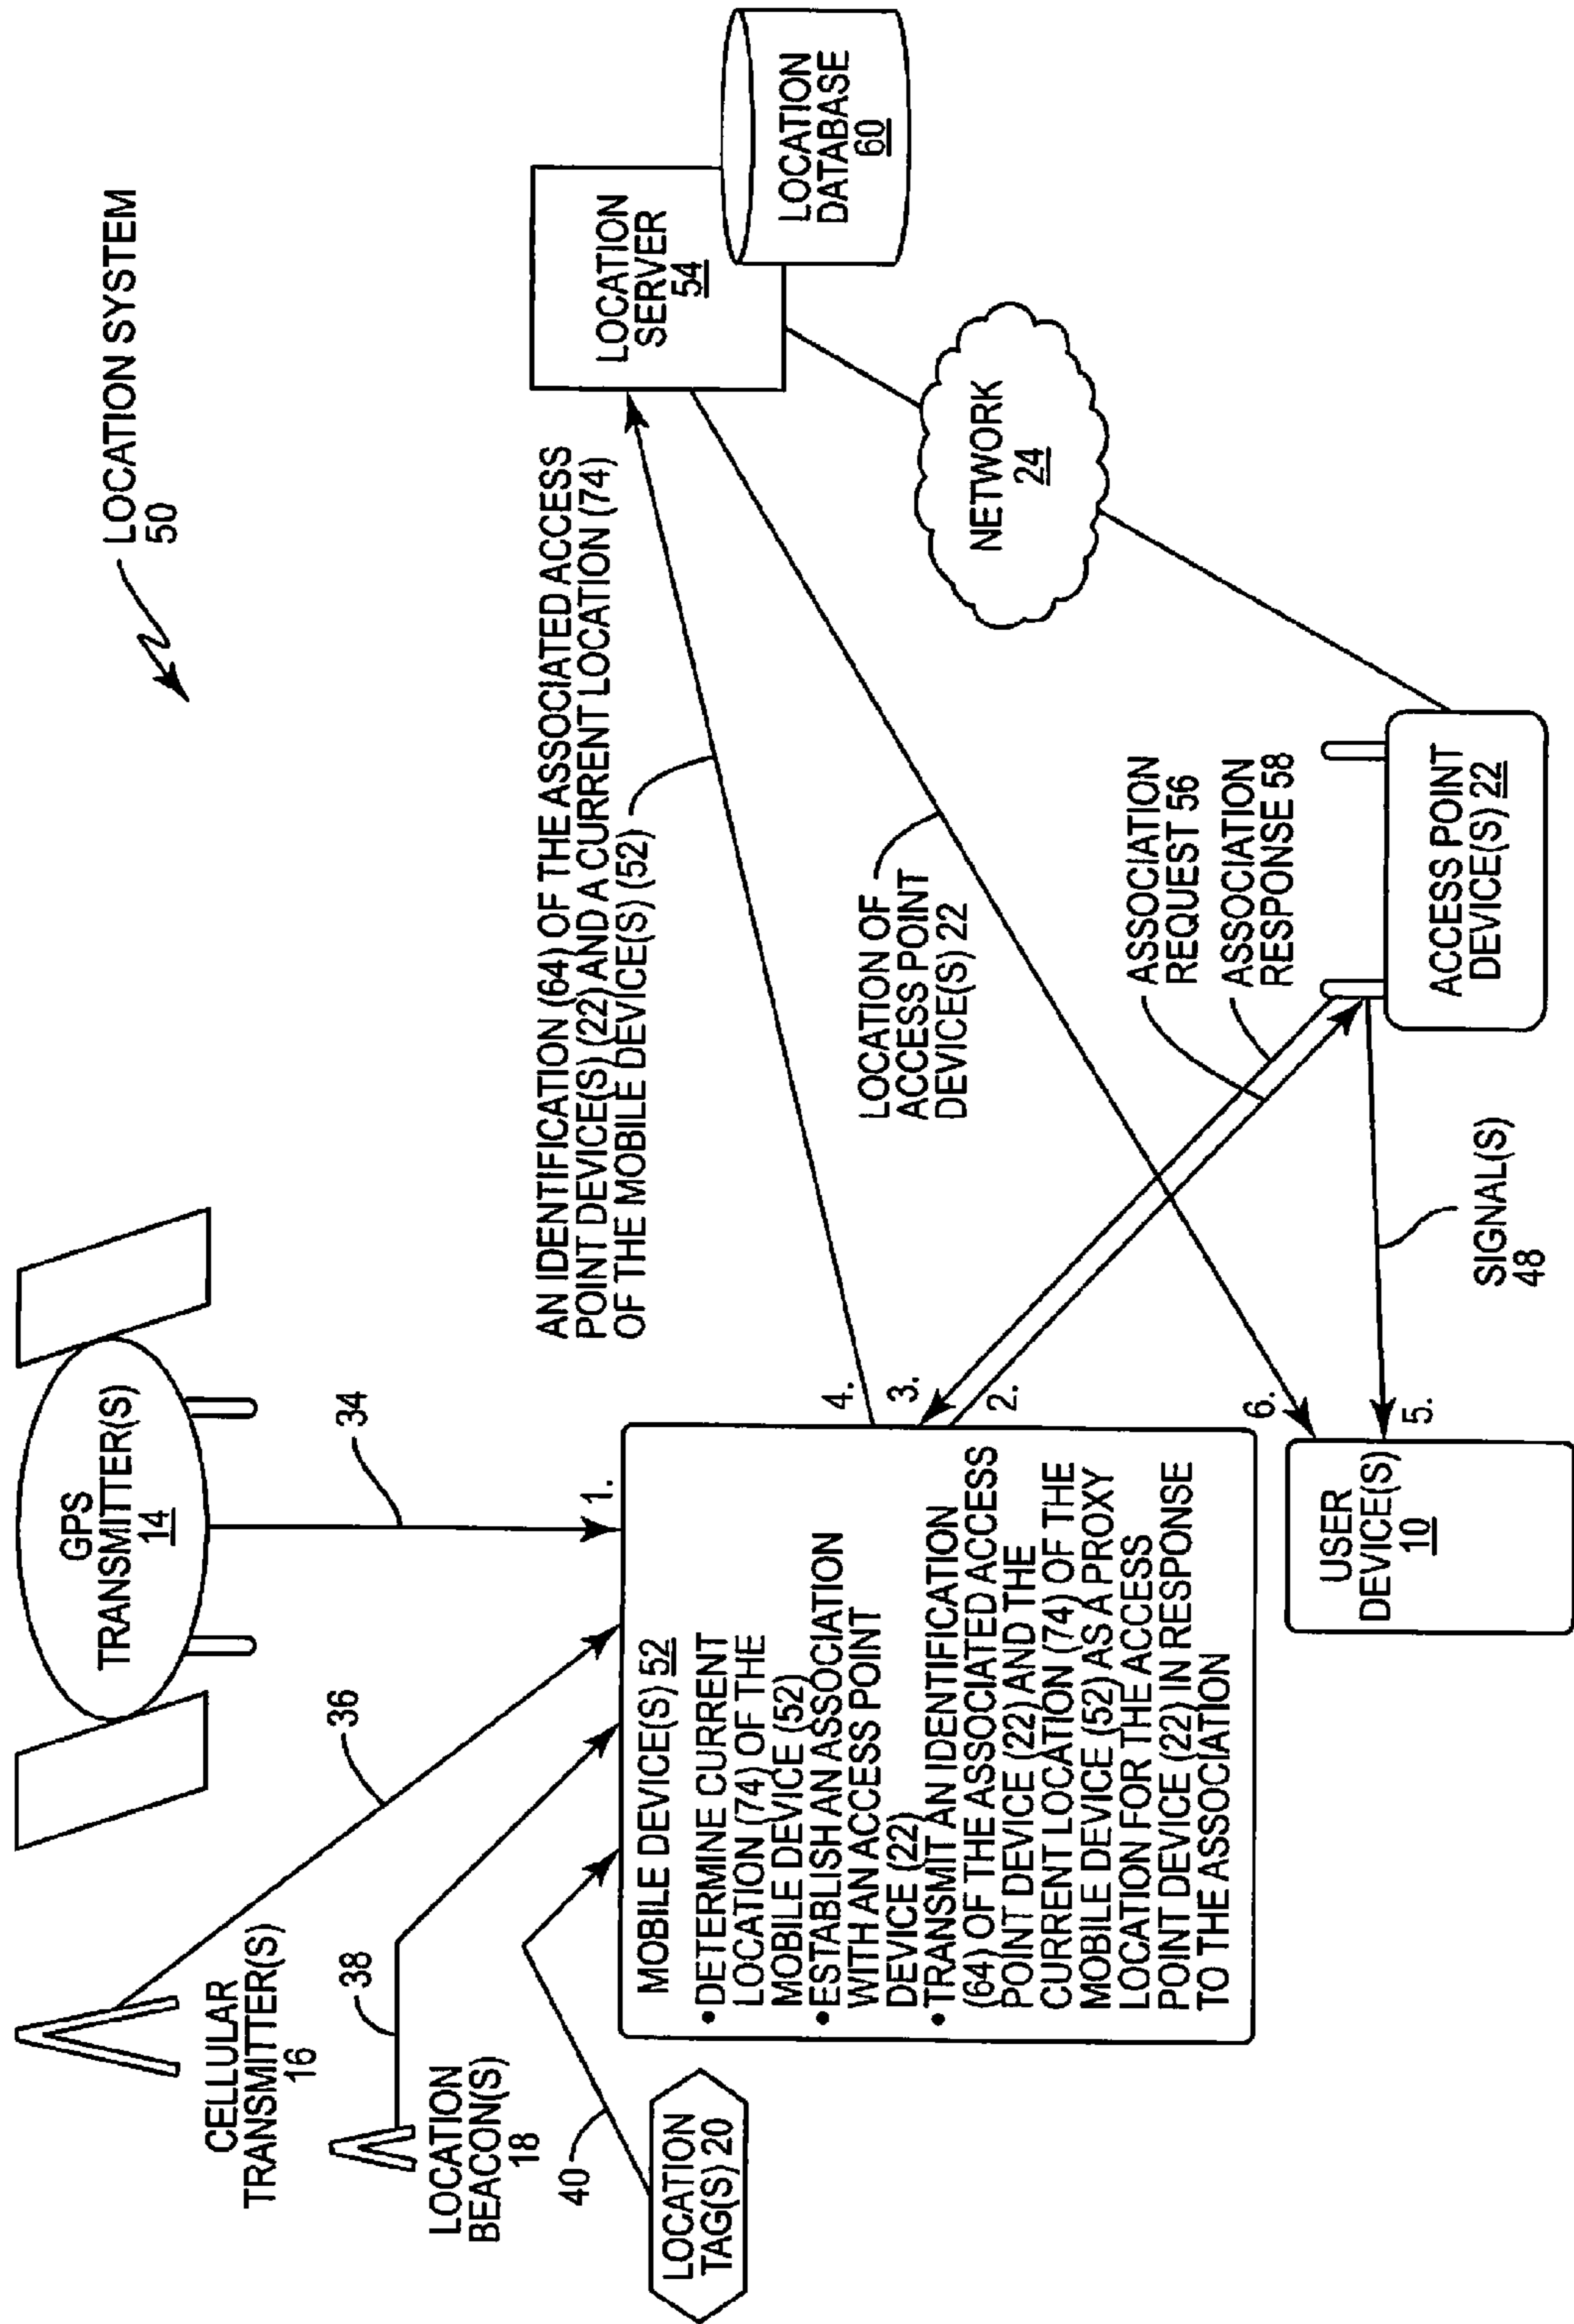 LOCATION SYSTEM
50
GPS
TRANSMITTER(S)
14
34
CELLULAR
TRANSMITTER(S)
16
36
LOCATION
BEACON(S)
18
38
LOCATION
TAG(S) 20
40
1.
MOBILE DEVICE(S) 52
• DETERMINE CURRENT
LOCATION (74) OF THE
MOBILE DEVICE (52)
• ESTABLISH AN ASSOCIATION
WITH AN ACCESS POINT
DEVICE (22)
• TRANSMIT AN IDENTIFICATION
(64) OF THE ASSOCIATED ACCESS
POINT DEVICE (22) AND THE
CURRENT LOCATION (74) OF THE
MOBILE DEVICE (52) AS A PROXY
LOCATION FOR THE ACCESS
POINT DEVICE (22) IN RESPONSE
TO THE ASSOCIATION
4.
3.
2.
AN IDENTIFICATION (64) OF THE ASSOCIATED ACCESS
POINT DEVICE(S) (22) AND A CURRENT LOCATION (74)
OF THE MOBILE DEVICE(S) (52)
LOCATION
SERVER
54
LOCATION
DATABASE
60
NETWORK
24
LOCATION OF
ACCESS POINT
DEVICE(S) 22
ASSOCIATION
REQUEST 56
ASSOCIATION
RESPONSE 58
ACCESS POINT
DEVICE(S) 22
6.
5.
USER
DEVICE(S)
10
SIGNAL(S)
48